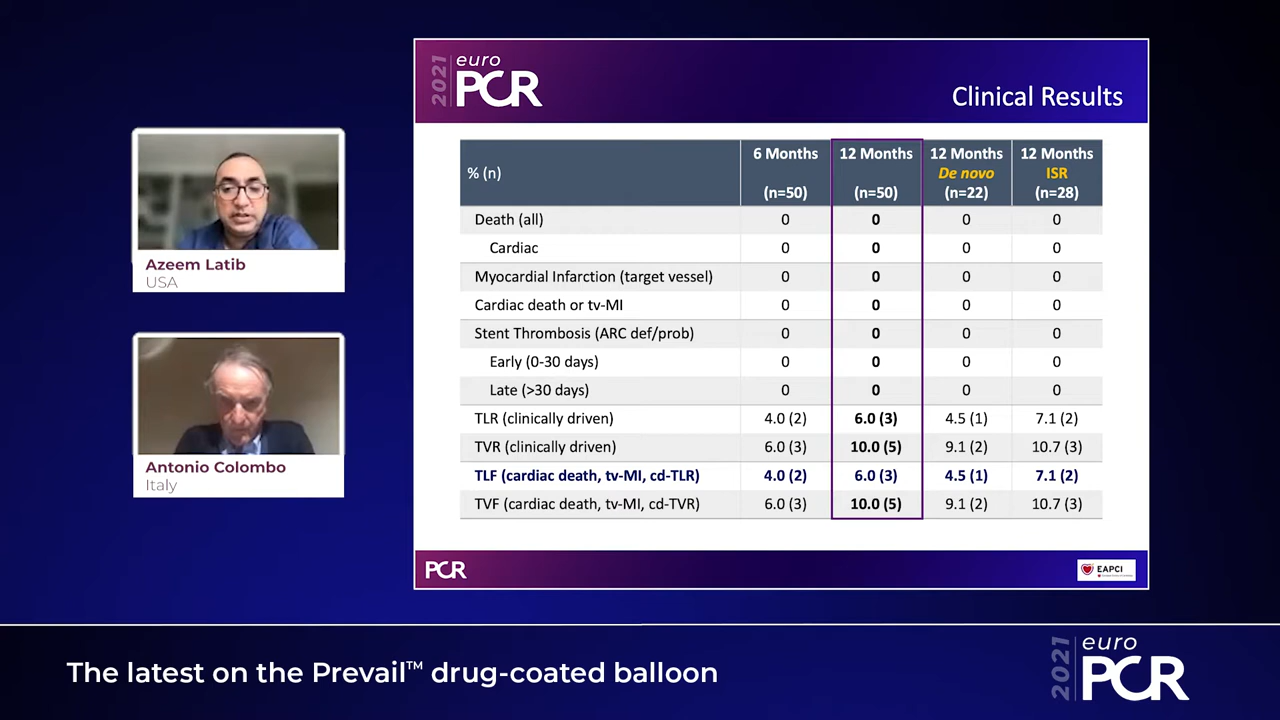 2021 euro
PCR
Clinical Results
Azeem Latib
USA
Antonio Colombo
Italy
% (n) 6 Months (n=50) 12 Months (n=50) 12 Months De novo (n=22) 12 Months ISR (n=28)
Death (all) 0 0 0 0
Cardiac 0 0 0 0
Myocardial Infarction (target vessel) 0 0 0 0
Cardiac death or tv-MI 0 0 0 0
Stent Thrombosis (ARC def/prob) 0 0 0 0
Early (0-30 days) 0 0 0 0
Late (>30 days) 0 0 0 0
TLR (clinically driven) 4.0 (2) 6.0 (3) 4.5 (1) 7.1 (2)
TVR (clinically driven) 6.0 (3) 10.0 (5) 9.1 (2) 10.7 (3)
TLF (cardiac death, tv-MI, cd-TLR) 4.0 (2) 6.0 (3) 4.5 (1) 7.1 (2)
TVF (cardiac death, tv-MI, cd-TVR) 6.0 (3) 10.0 (5) 9.1 (2) 10.7 (3)
PCR
EAPCI
The latest on the Prevail™ drug-coated balloon
2021 euro
PCR